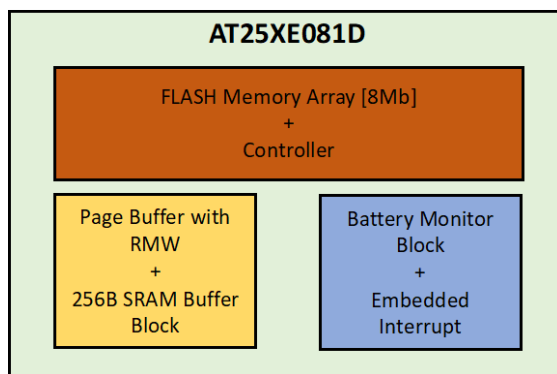 AT25XE081D
FLASH Memory Array [8Mb]
+
Controller
Page Buffer with
RMW
+
256B SRAM Buffer
Block
Battery Monitor
Block
+
Embedded
Interrupt